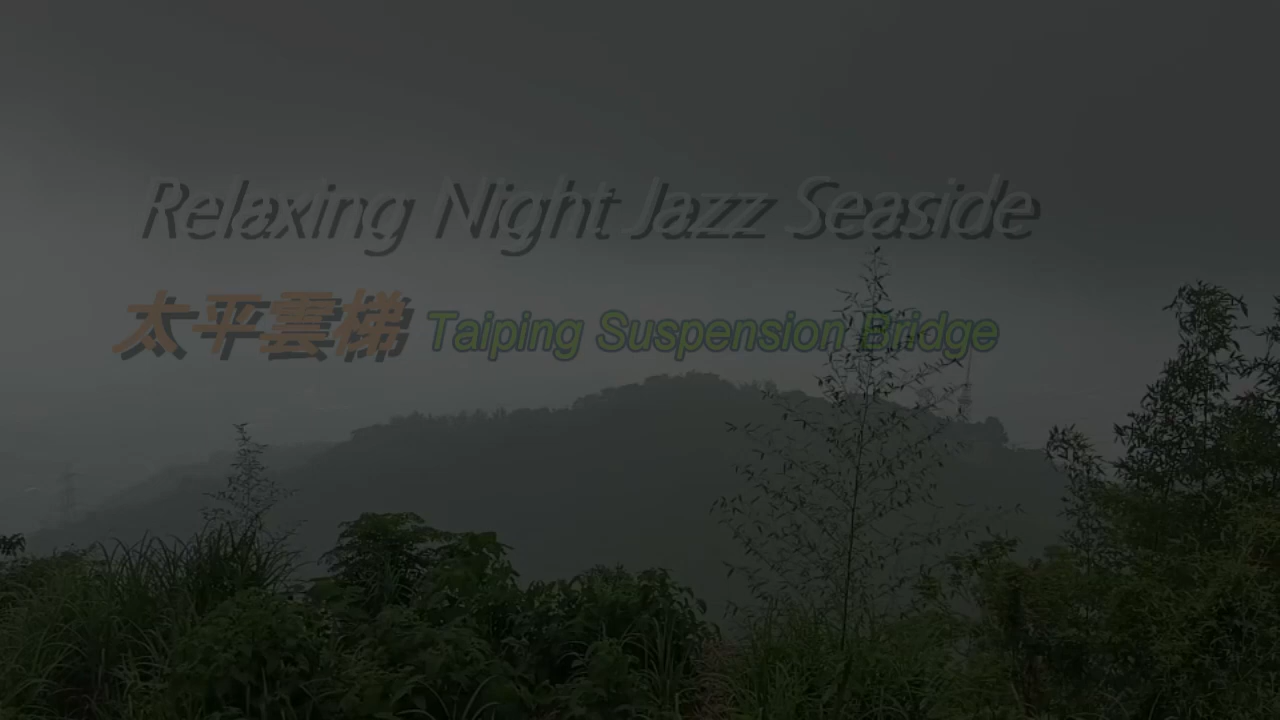 Relaxing Night Jazz Seaside
太平雲梯 Taiping Suspension Bridge